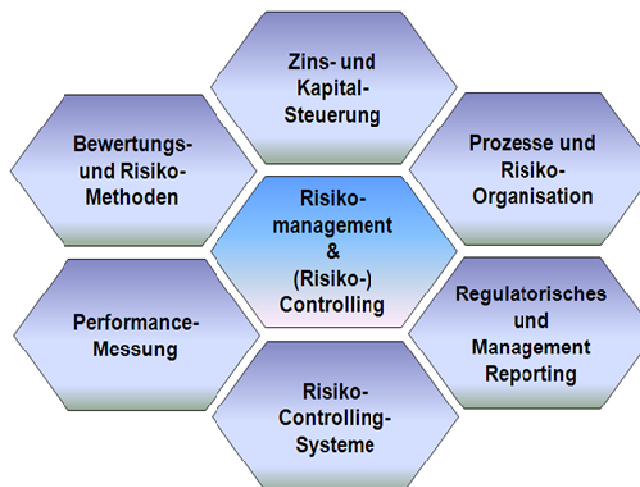 Zins- und
Kapital-
Steuerung
Bewertungs-
und Risiko-
Methoden
Prozesse und
Risiko-
Organisation
Risiko-
management
&
(Risiko-)
Controlling
Performance-
Messung
Regulatorisches
und
Management
Reporting
Risiko-
Controlling-
Systeme